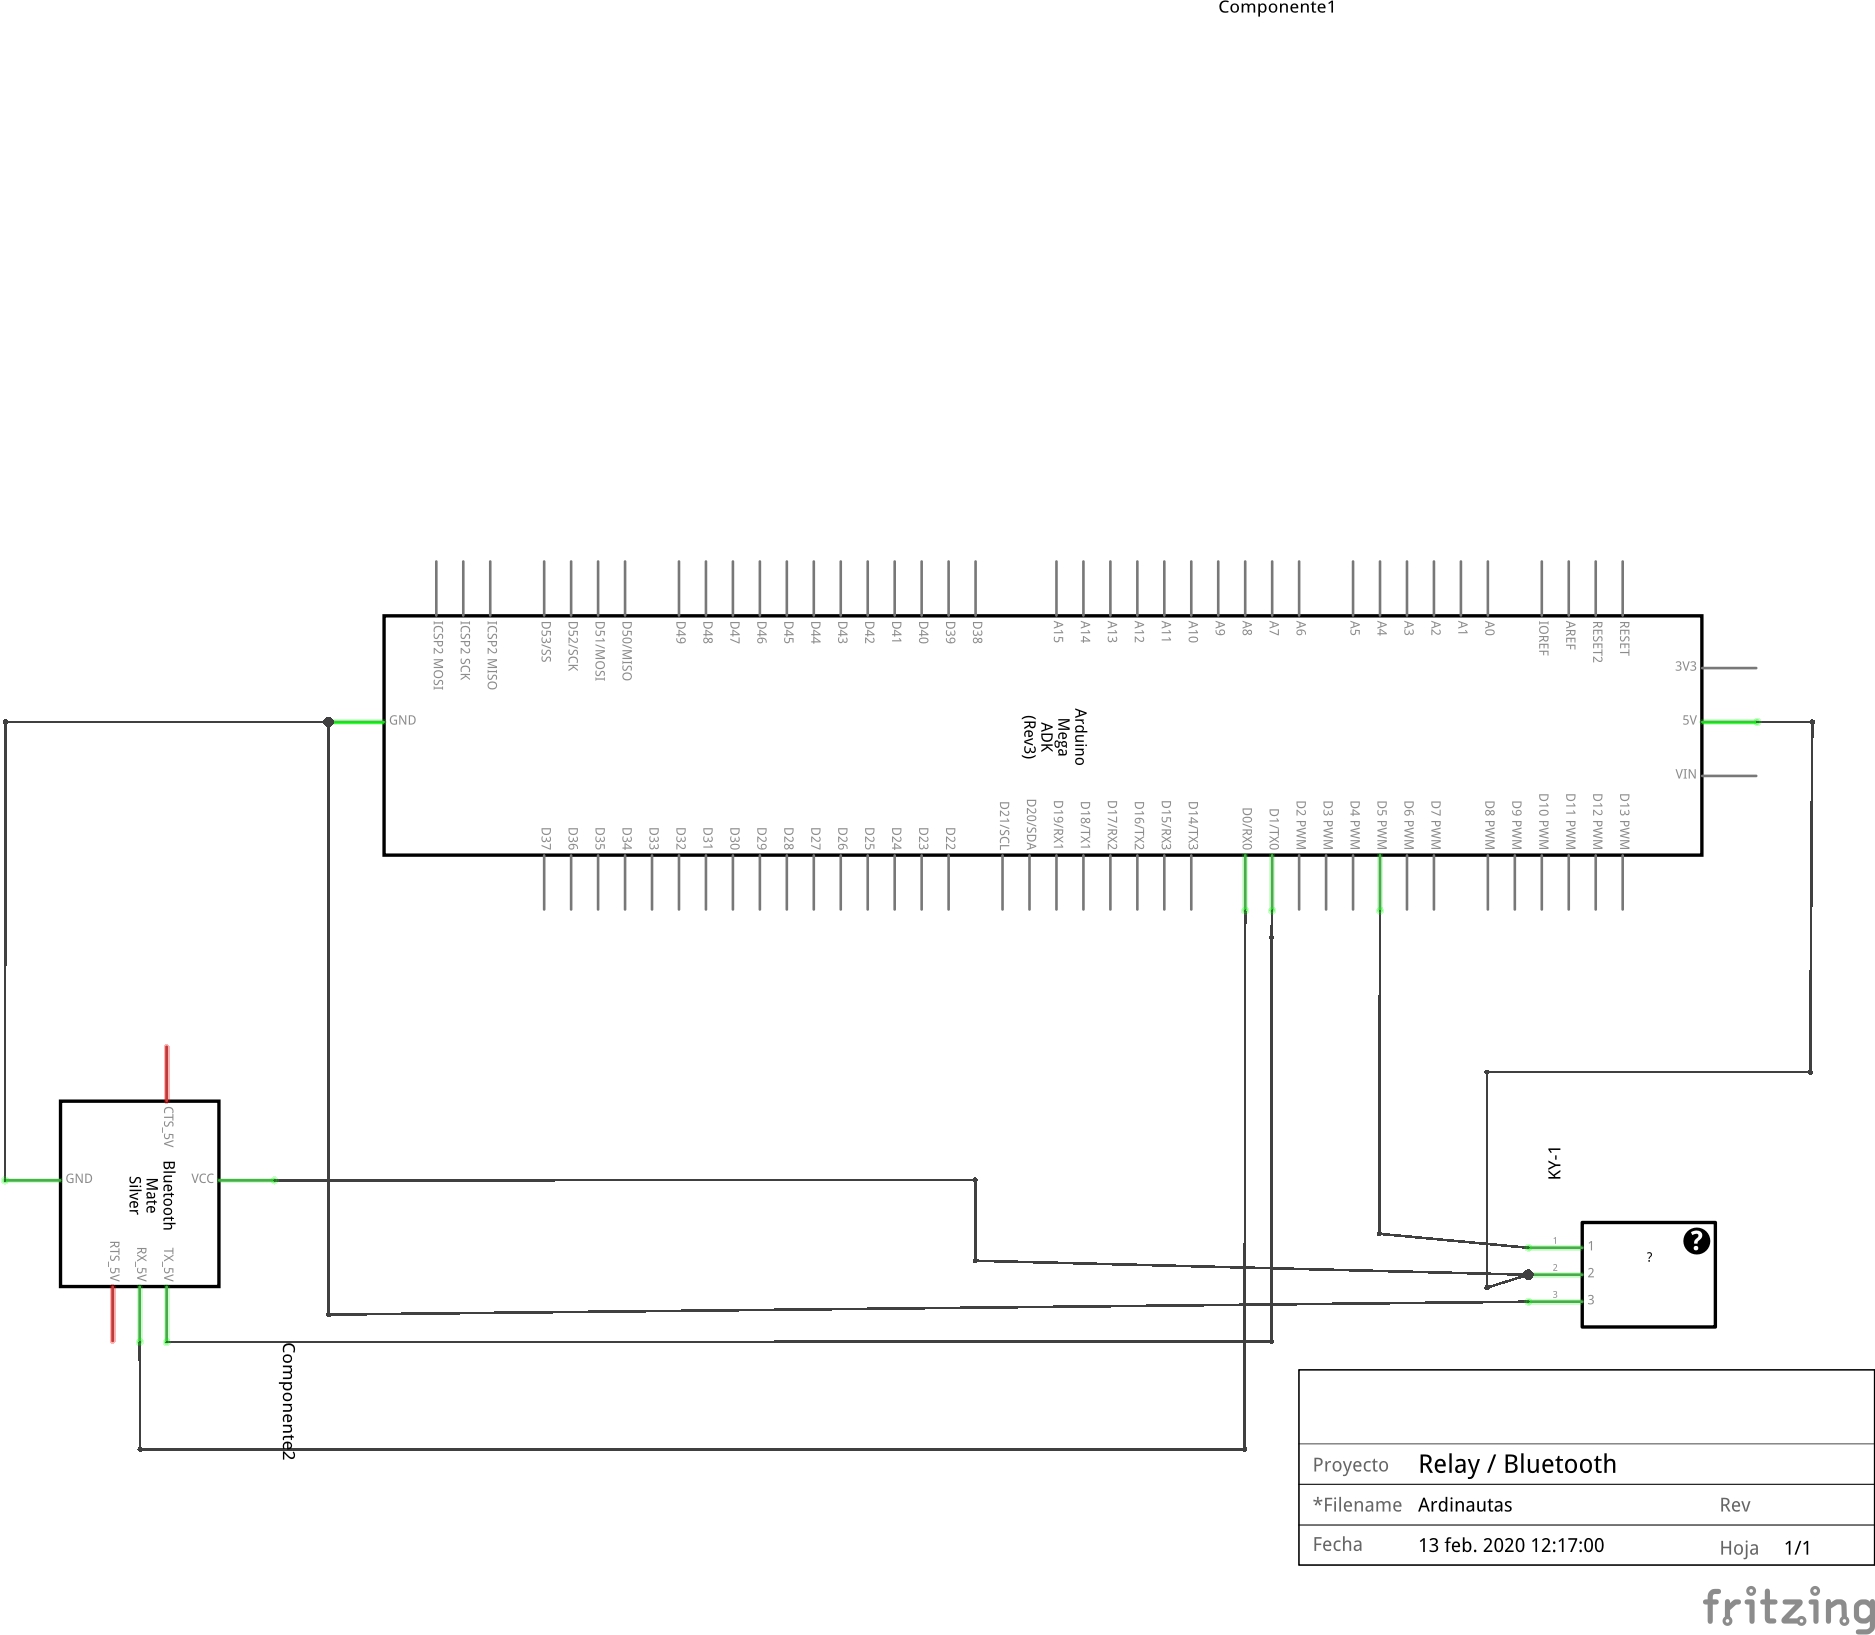 Componente1
ICSP2 MOSI
ICSP2 SCK
ICSP2 MISO
D53/SS
D52/SCK
D51/MOSI
D50/MISO
D49
D48
D47
D46
D45
D44
D43
D42
D41
D40
D39
D38
A15
A14
A13
A12
A11
A10
A9
A8
A7
A6
A5
A4
A3
A2
A1
A0
IOREF
AREF
RESET2
RESET
3V3
GND
5V
VIN
Arduino
Mega
ADK
(Rev3)
D37
D36
D35
D34
D33
D32
D31
D30
D29
D28
D27
D26
D25
D24
D23
D22
D21/SCL
D20/SDA
D19/RX1
D18/TX1
D17/RX2
D16/TX2
D15/RX3
D14/TX3
D0/RX0
D1/TX0
D2 PWM
D3 PWM
D4 PWM
D5 PWM
D6 PWM
D7 PWM
D8 PWM
D9 PWM
D10 PWM
D11 PWM
D12 PWM
D13 PWM
CTS_5V
GND
VCC
Bluetooth
Mate
Silver
RTS_5V
RX_5V
TX_5V
Componente2
KY-1
?
?
1
1
2
2
3
3
Proyecto Relay / Bluetooth
*Filename Ardinautas Rev
Fecha 13 feb. 2020 12:17:00 Hoja 1/1
fritzing